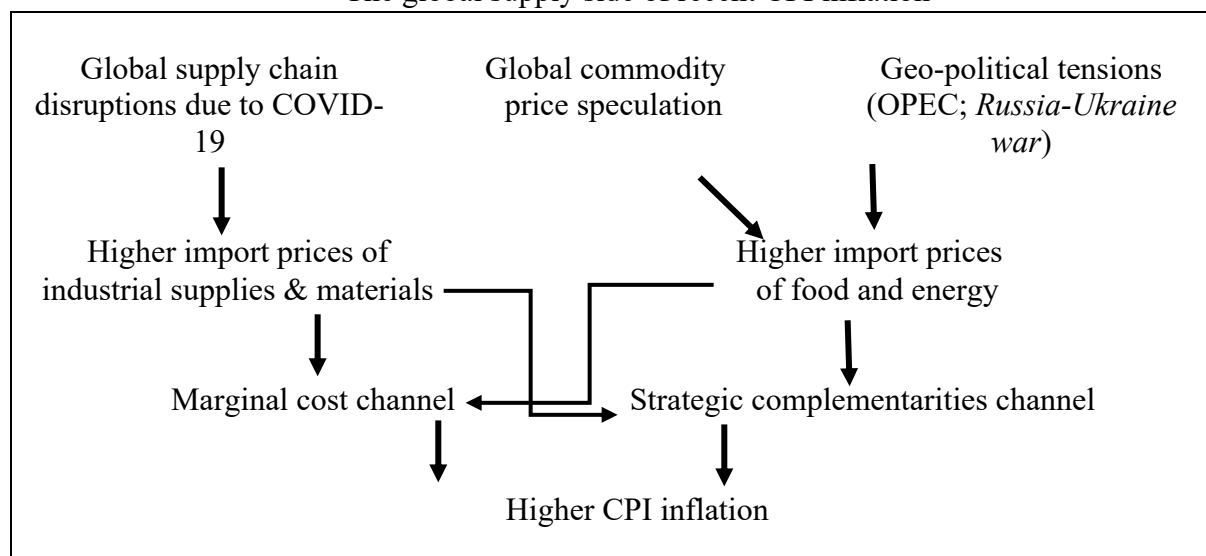 The global supply side of recent CPI inflation
Global supply chain
disruptions due to COVID-
19
Global commodity
price speculation
Geo-political tensions
(OPEC; Russia-Ukraine
war)
Higher import prices of
industrial supplies & materials
Higher import prices
of food and energy
Marginal cost channel
Strategic complementarities channel
Higher CPI inflation